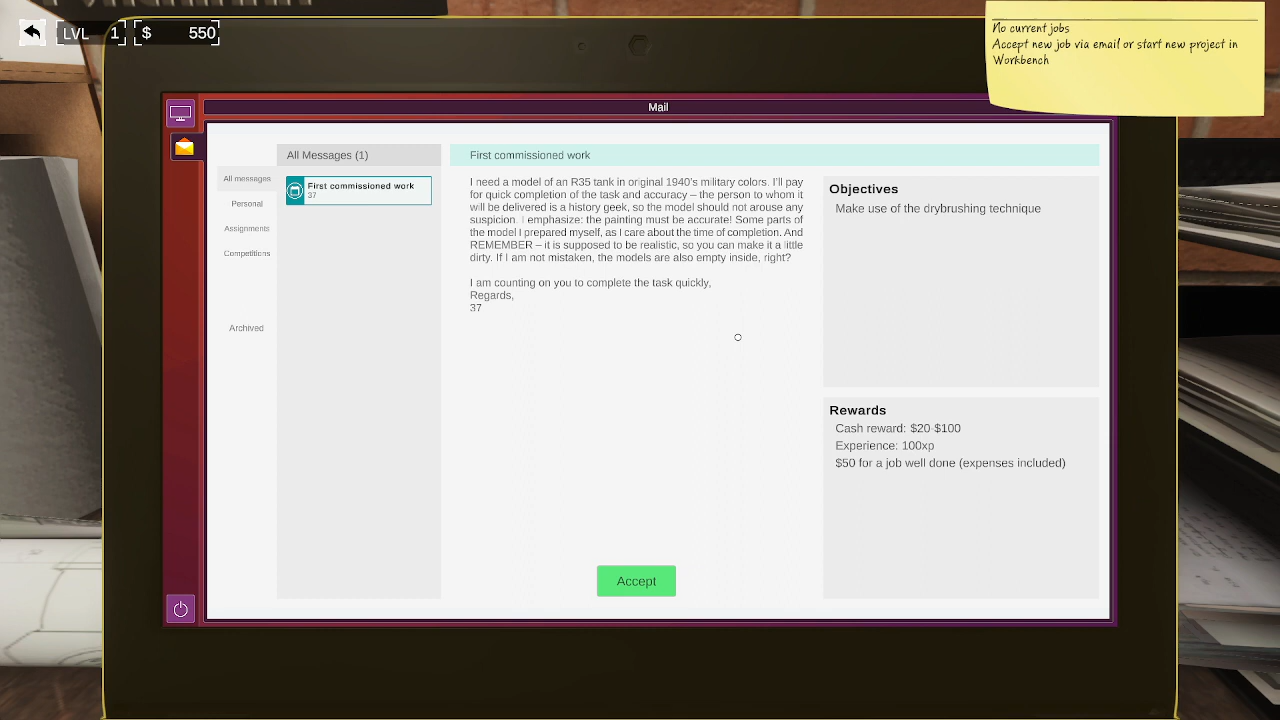 LVL 1 $ 550
No current jobs
Accept new job via email or start new project in
Workbench
Mail
All Messages (1)
First commissioned work
All messages
Personal
Assignments
Competitions
Archived
First commissioned work
37
I need a model of an R35 tank in original 1940's military colors. I'll pay
for quick completion of the task and accuracy – the person to whom it
will be delivered is a history geek, so the model should not arouse any
suspicion. I emphasize: the painting must be accurate! Some parts of
the model I prepared myself, as I care about the time of completion. And
REMEMBER – it is supposed to be realistic, so you can make it a little
dirty. If I am not mistaken, the models are also empty inside, right?
I am counting on you to complete the task quickly,
Regards,
37
Accept
Objectives
Make use of the drybrushing technique
Rewards
Cash reward: $20-$100
Experience: 100xp
$50 for a job well done (expenses included)